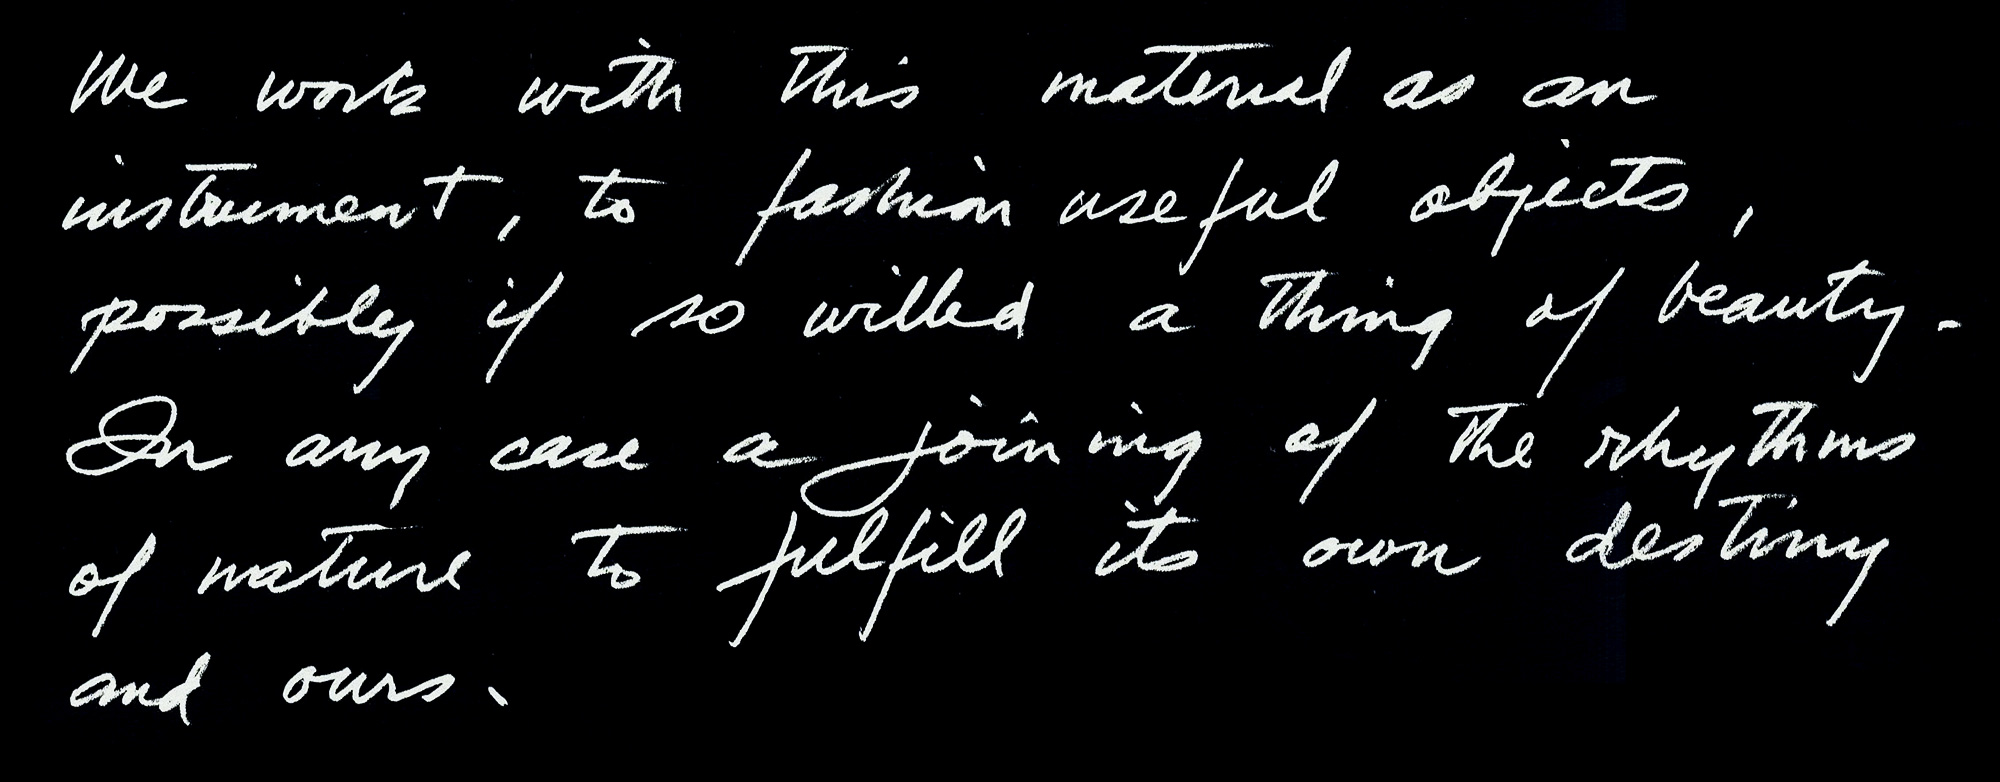 We work with this material as an
instrument, to fashion useful objects,
possibly if so willed a thing of beauty.
In any case a joining of the rhythms
of nature to fulfill its own destiny
and ours.